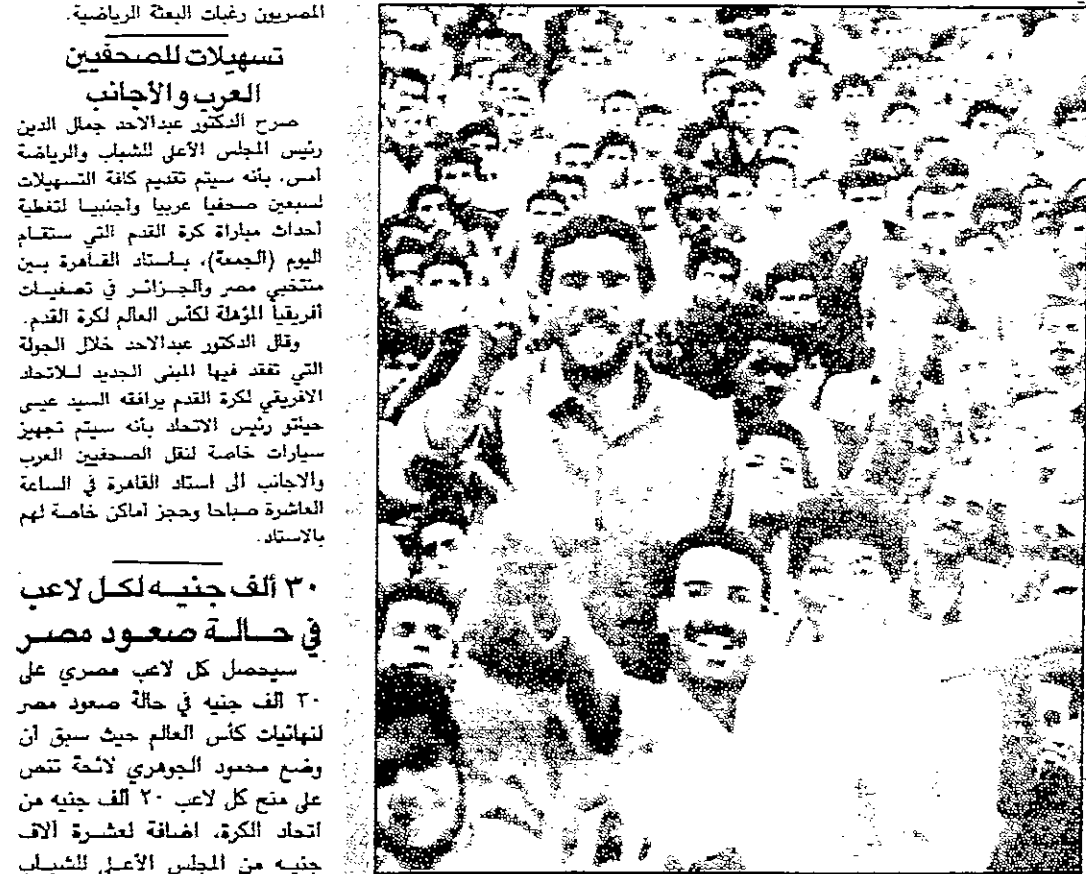 المصريون رغبات البعثة الرياضية.
تسهيلات للصحفيين
العرب والأجانب
صرح الدكتور عبدالاحد جمال الدين
رئيس المجلس الأعلى للشباب والرياضة
أمس، بأنه سيتم تقديم كافة التسهيلات
لسبعين صحفيا عربيا واجنبيا لتغطية
أحداث مباراة كرة القدم التي ستقام
اليوم (الجمعة)، باستاد القاهرة بين
منتخبي مصر والجزائر في تصفيات
أفريقيا المؤهلة لكأس العالم لكرة القدم.
وقال الدكتور عبدالاحد خلال الجولة
التي تفقد فيها المبنى الجديد للاتحاد
الافريقي لكرة القدم يرافقه السيد عيسى
حياتو رئيس الاتحاد بأنه سيتم تجهيز
سيارات خاصة لنقل الصحفيين العرب
والاجانب الى استاد القاهرة في الساعة
العاشرة صباحا وحجز أماكن خاصة لهم
بالاستاد.
٣٠ ألف جنيه لكل لاعب
في حالة صعود مصر
سيحصل كل لاعب مصري على
٣٠ ألف جنيه في حالة صعود مصر
لنهائيات كأس العالم حيث سبق ان
وضع محمود الجوهري لائحة تنص
على منح كل لاعب ٢٠ ألف جنيه من
اتحاد الكرة، اضافة لعشرة آلاف
جنيه من المجلس الأعلى للشباب